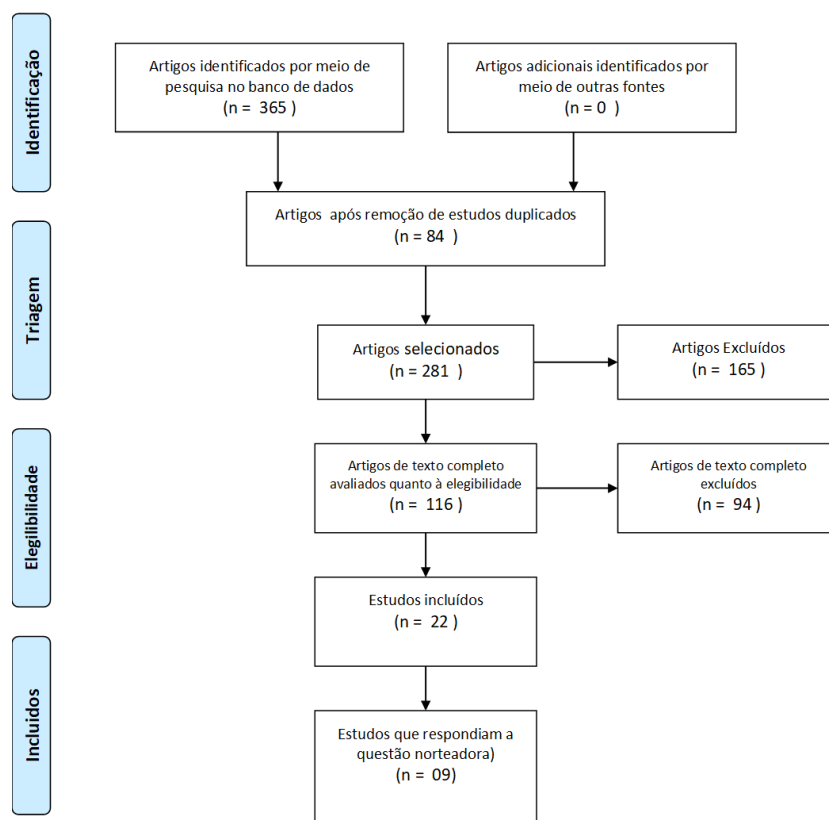 Identificação
Artigos identificados por meio de
pesquisa no banco de dados
(n = 365 )
Artigos adicionais identificados por
meio de outras fontes
(n = 0 )
Artigos após remoção de estudos duplicados
(n = 84 )
Triagem
Artigos selecionados
(n = 281 )
Artigos Excluídos
(n = 165 )
Elegilibilidade
Artigos de texto completo
avaliados quanto à elegibilidade
(n = 116 )
Artigos de texto completo
excluídos
(n = 94 )
Estudos incluídos
(n = 22 )
Incluidos
Estudos que respondiam a
questão norteadora)
(n = 09)